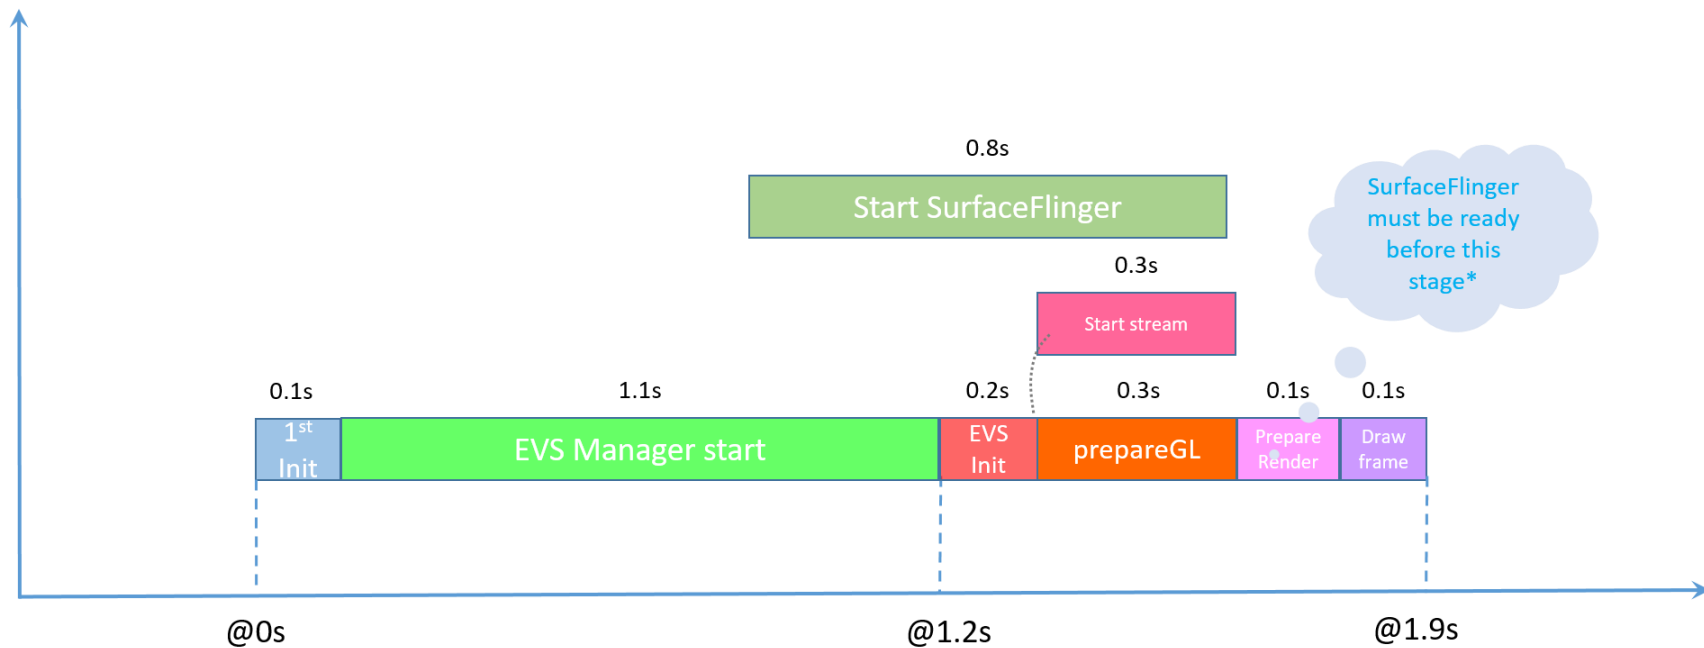 0.8s
Start SurfaceFlinger
SurfaceFlinger
must be ready
before this
stage*
0.3s
Start stream
0.1s
1.1s
0.2s
0.3s
0.1s
0.1s
1st
Init
EVS Manager start
EVS
Init
prepareGL
Prepare
Render
Draw
frame
@0s
@1.2s
@1.9s